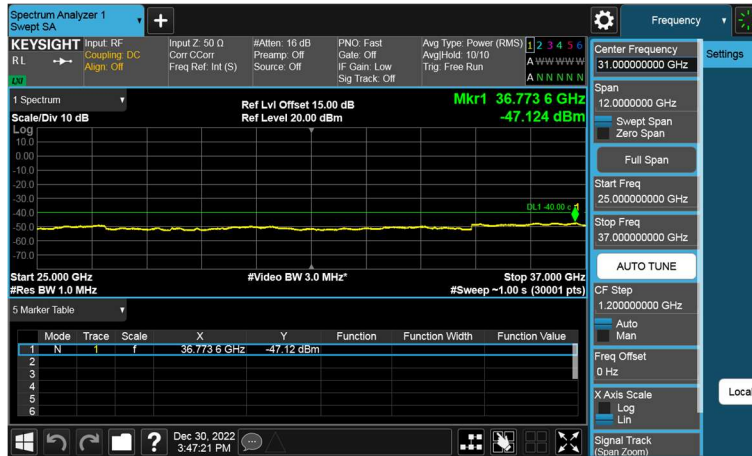 Spectrum Analyzer 1
Swept SA
Frequency
KEYSIGHT
R L
LXI
Input: RF
Coupling: DC
Align: Off
Input Z: 50 Ω
Corr CCorr
Freq Ref: Int (S)
#Atten: 16 dB
Preamp: Off
Source: Off
PNO: Fast
Gate: Off
IF Gain: Low
Sig Track: Off
Avg Type: Power (RMS)
Avg|Hold: 10/10
Trig: Free Run
1 2 3 4 5 6
A W W W W W
A N N N N N
Center Frequency
31.000000000 GHz
Settings
Span
12.0000000 GHz
Swept Span
Zero Span
Full Span
Start Freq
25.000000000 GHz
Stop Freq
37.000000000 GHz
AUTO TUNE
CF Step
1.200000000 GHz
Auto
Man
Freq Offset
0 Hz
X Axis Scale
Log
Lin
Local
Signal Track
(Span Zoom)
1 Spectrum
Scale/Div 10 dB
Ref Lvl Offset 15.00 dB
Ref Level 20.00 dBm
Mkr1 36.773 6 GHz
-47.124 dBm
Log
10.0
0.00
-10.0
-20.0
-30.0
-40.0
-50.0
-60.0
-70.0
DL1 -40.00
1
Start 25.000 GHz
#Res BW 1.0 MHz
#Video BW 3.0 MHz*
Stop 37.000 GHz
#Sweep ~1.00 s (30001 pts)
5 Marker Table
Mode Trace Scale X Y Function Function Width Function Value
1 N 1 f 36.773 6 GHz -47.12 dBm
2
3
4
5
6
Dec 30, 2022
3:47:21 PM